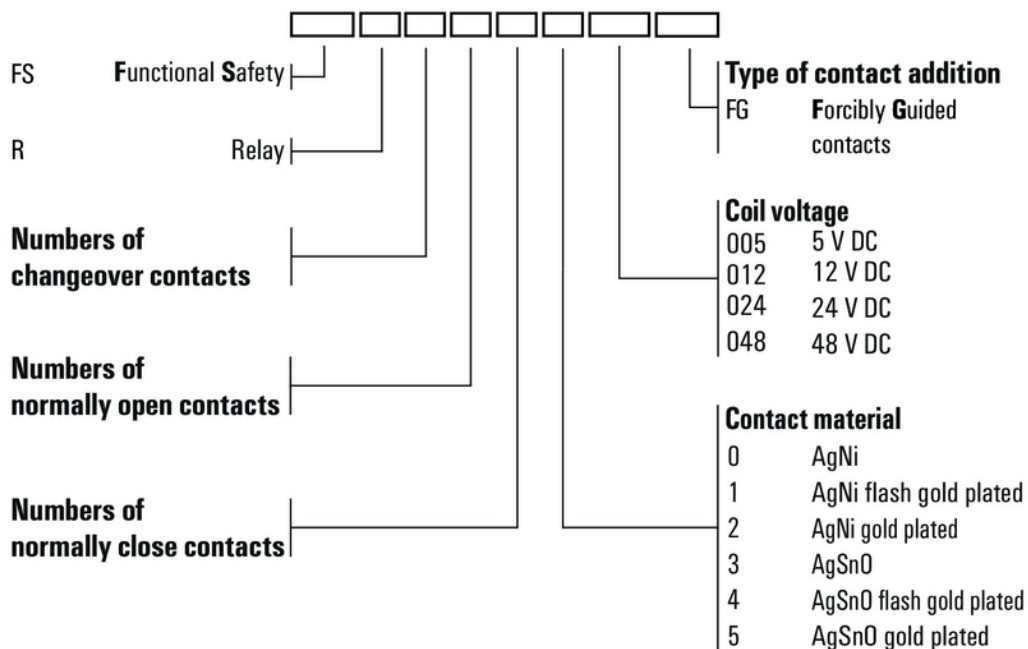 FS Functional Safety
R Relay
Numbers of
changeover contacts
Numbers of
normally open contacts
Numbers of
normally close contacts
Type of contact addition
FG Forcibly Guided
contacts
Coil voltage
005 5 V DC
012 12 V DC
024 24 V DC
048 48 V DC
Contact material
0 AgNi
1 AgNi flash gold plated
2 AgNi gold plated
3 AgSnO
4 AgSnO flash gold plated
5 AgSnO gold plated